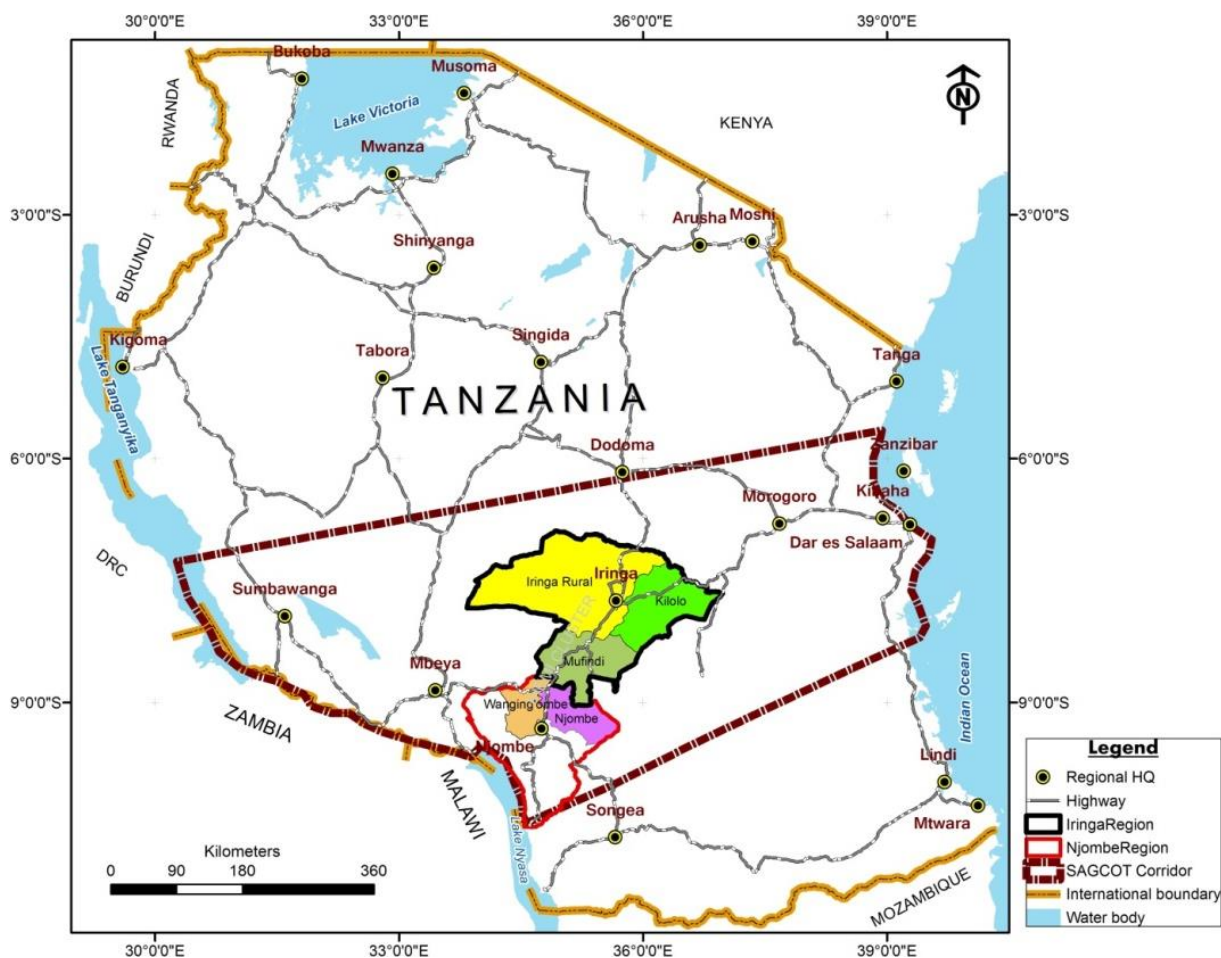 30°0'0"E 33°0'0"E 36°0'0"E 39°0'0"E
Bukoba
Musoma
RWANDA
Lake Victoria
KENYA
N
Mwanza
3°0'0"S 3°0'0"S
Arusha Moshi
Shinyanga
BURUNDI
Kigoma
Singida
Tabora
Tanga
Lake Tanganyika
TANZANIA
Dodoma
Zanzibar
6°0'0"S 6°0'0"S
Morogoro
Kibaha
Dar es Salaam
DRC
Iringa Rural
Iringa
Sumbawanga
Kilolo
Mufindi
Mbeya
9°0'0"S 9°0'0"S
Wanging'ombe
Njombe
ZAMBIA
Indian Ocean
Njombe
Lindi
MALAWI
Songea
Mtwara
Lake Nyasa
MOZAMBIQUE
Kilometers
0 90 180 360
Legend
Regional HQ
Highway
IringaRegion
NjombeRegion
SAGCOT Corridor
International boundary
Water body
30°0'0"E 33°0'0"E 36°0'0"E 39°0'0"E